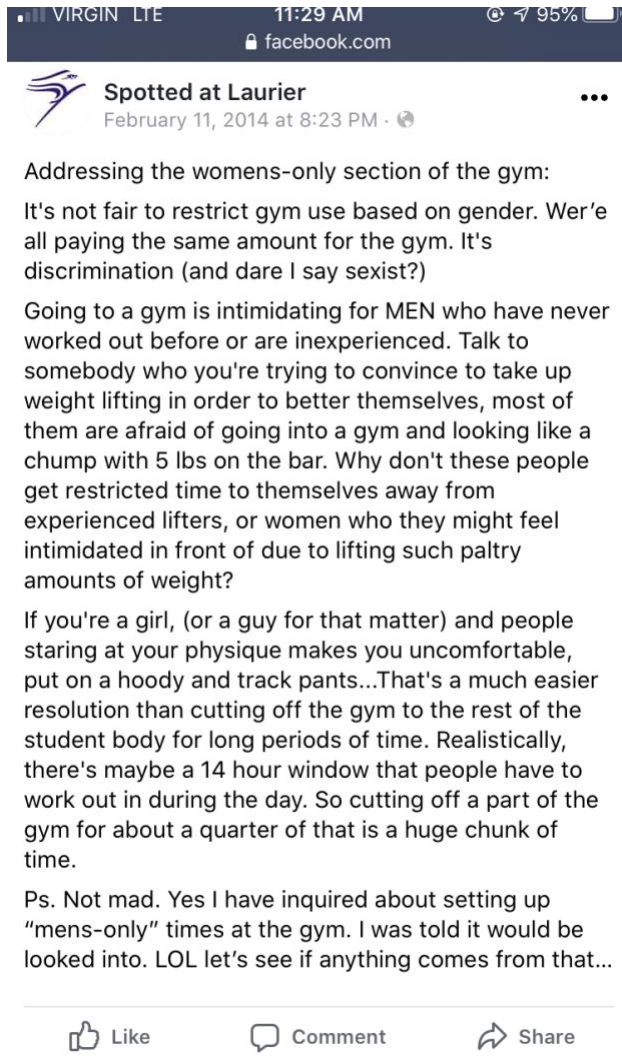 VIRGIN LTE 11:29 AM 95%
facebook.com
Spotted at Laurier
February 11, 2014 at 8:23 PM ·
Addressing the womens-only section of the gym:
It's not fair to restrict gym use based on gender. Wer’e
all paying the same amount for the gym. It's
discrimination (and dare I say sexist?)
Going to a gym is intimidating for MEN who have never
worked out before or are inexperienced. Talk to
somebody who you're trying to convince to take up
weight lifting in order to better themselves, most of
them are afraid of going into a gym and looking like a
chump with 5 lbs on the bar. Why don't these people
get restricted time to themselves away from
experienced lifters, or women who they might feel
intimidated in front of due to lifting such paltry
amounts of weight?
If you're a girl, (or a guy for that matter) and people
staring at your physique makes you uncomfortable,
put on a hoody and track pants...That's a much easier
resolution than cutting off the gym to the rest of the
student body for long periods of time. Realistically,
there's maybe a 14 hour window that people have to
work out in during the day. So cutting off a part of the
gym for about a quarter of that is a huge chunk of
time.
Ps. Not mad. Yes I have inquired about setting up
“mens-only” times at the gym. I was told it would be
looked into. LOL let’s see if anything comes from that...
Like Comment Share